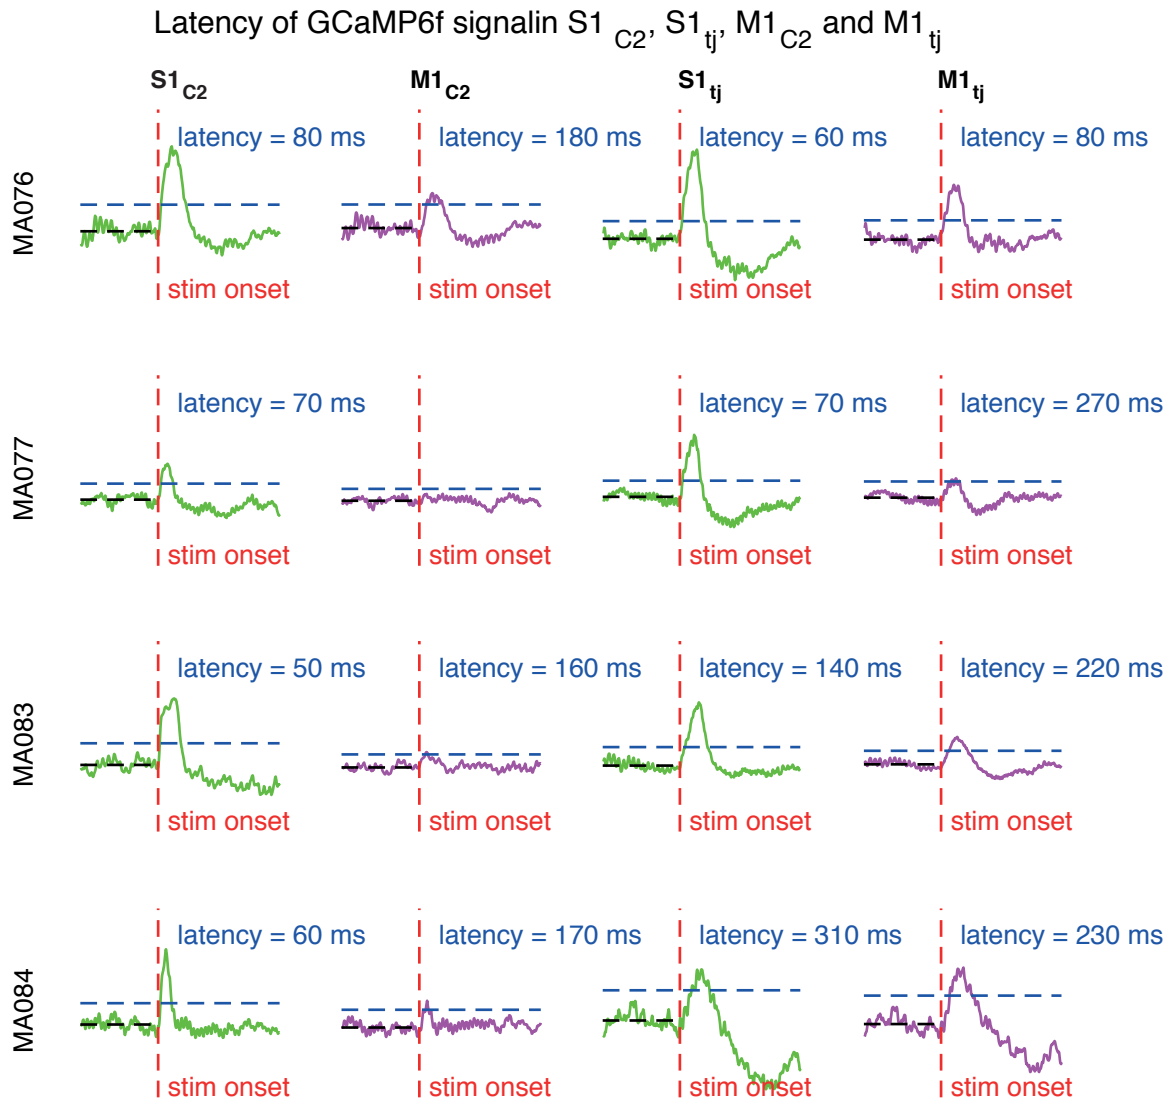 Latency of GCaMP6f signalin S1 C2, S1 tj, M1 C2 and M1 tj
S1 C2 M1 C2 S1 tj M1 tj
MA076
latency = 80 ms latency = 180 ms latency = 60 ms latency = 80 ms
stim onset stim onset stim onset stim onset
MA077
latency = 70 ms latency = 70 ms latency = 270 ms
stim onset stim onset stim onset stim onset
MA083
latency = 50 ms latency = 160 ms latency = 140 ms latency = 220 ms
stim onset stim onset stim onset stim onset
MA084
latency = 60 ms latency = 170 ms latency = 310 ms latency = 230 ms
stim onset stim onset stim onset stim onset